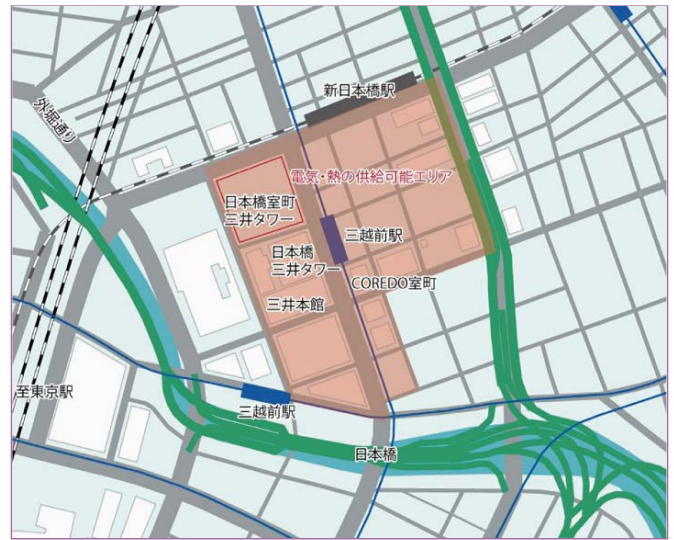 新日本橋駅
外堀通り
電気・熱の供給可能エリア
日本橋室町
三井タワー
三越前駅
日本橋
三井タワー
COREDO室町
三井本館
至東京駅
三越前駅
日本橋